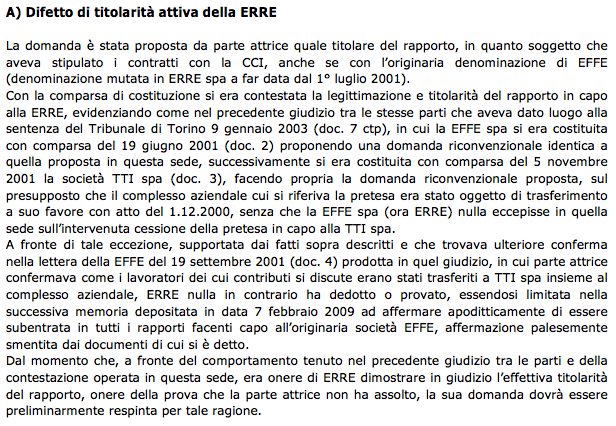 A) Difetto di titolarità attiva della ERRE
La domanda è stata proposta da parte attrice quale titolare del rapporto, in quanto soggetto che
aveva stipulato i contratti con la CCI, anche se con l'originaria denominazione di EFFE
(denominazione mutata in ERRE spa a far data dal 1° luglio 2001).
Con la comparsa di costituzione si era contestata la legittimazione e titolarità del rapporto in capo
alla ERRE, evidenziando come nel precedente giudizio tra le stesse parti che aveva dato luogo alla
sentenza del Tribunale di Torino 9 gennaio 2003 (doc. 7 ctp), in cui la EFFE spa si era costituita
con comparsa del 19 giugno 2001 (doc. 2) proponendo una domanda riconvenzionale identica a
quella proposta in questa sede, successivamente si era costituita con comparsa del 5 novembre
2001 la società TTI spa (doc. 3), facendo propria la domanda riconvenzionale proposta, sul
presupposto che il complesso aziendale cui si riferiva la pretesa era stato oggetto di trasferimento
a suo favore con atto del 1.12.2000, senza che la EFFE spa (ora ERRE) nulla eccepisse in quella
sede sull'intervenuta cessione della pretesa in capo alla TTI spa.
A fronte di tale eccezione, supportata dai fatti sopra descritti e che trovava ulteriore conferma
nella lettera della EFFE del 19 settembre 2001 (doc. 4) prodotta in quel giudizio, in cui parte attrice
confermava come i lavoratori dei cui contributi si discute erano stati trasferiti a TTI spa insieme al
complesso aziendale, ERRE nulla in contrario ha dedotto o provato, essendosi limitata nella
successiva memoria depositata in data 7 febbraio 2009 ad affermare apoditticamente di essere
subentrata in tutti i rapporti facenti capo all'originaria società EFFE, affermazione palesemente
smentita dai documenti di cui si è detto.
Dal momento che, a fronte del comportamento tenuto nel precedente giudizio tra le parti e della
contestazione operata in questa sede, era onere di ERRE dimostrare in giudizio l'effettiva titolarità
del rapporto, onere della prova che la parte attrice non ha assolto, la sua domanda dovrà essere
preliminarmente respinta per tale ragione.